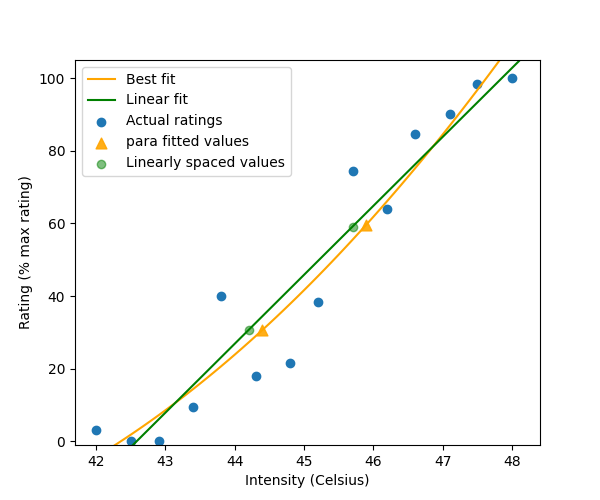 Best fit
Linear fit
Actual ratings
para fitted values
Linearly spaced values
100
80
60
40
20
0
Rating (% max rating)
42 43 44 45 46 47 48
Intensity (Celsius)